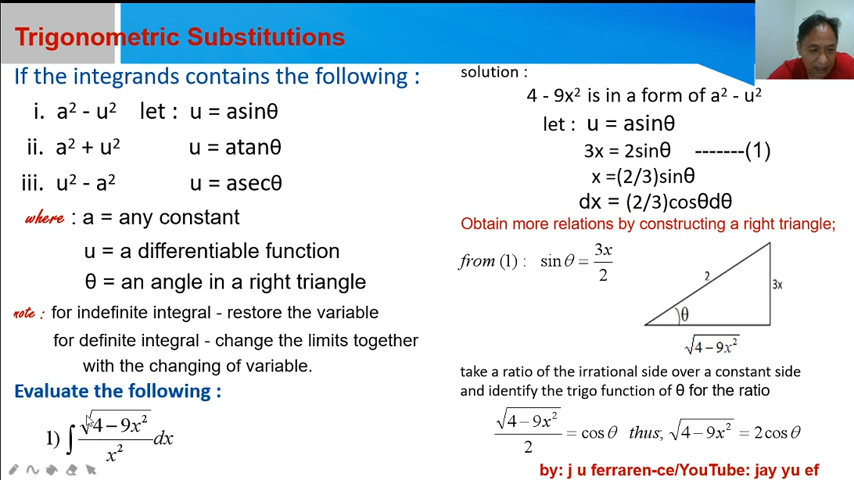 Trigonometric Substitutions
If the integrands contains the following :
i. a² - u² let : u = asinθ
ii. a² + u² u = atanθ
iii. u² - a² u = asecθ
where : a = any constant
u = a differentiable function
θ = an angle in a right triangle
note : for indefinite integral - restore the variable
for definite integral - change the limits together
with the changing of variable.
Evaluate the following :
1) ∫ √(4 − 9x²) / x² dx
solution :
4 - 9x² is in a form of a² - u²
let : u = asinθ
3x = 2sinθ -------(1)
x =(2/3)sinθ
dx = (2/3)cosθdθ
Obtain more relations by constructing a right triangle;
from (1) : sin θ = 3x / 2
2
3x
θ
√(4 − 9x²)
take a ratio of the irrational side over a constant side
and identify the trigo function of θ for the ratio
√(4 − 9x²) / 2 = cos θ thus; √(4 − 9x²) = 2 cos θ
by: j u ferraren-ce/YouTube: jay yu ef